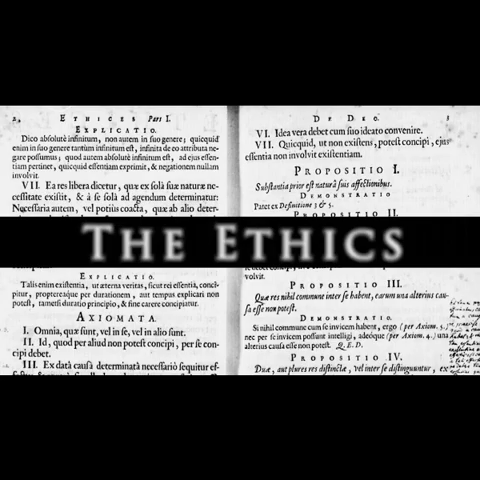 2, ETHICES Pars I.
EXPLICATIO.
Dico absolutè infinitum, non autem in suo genere; quicquid
enim in suo genere tantùm infinitum est, infinita de eo attributa ne-
gare possumus; quod autem absolutè infinitum est, ad ejus essen-
tiam pertinet, quicquid essentiam exprimit, & negationem nullam
involvit.
VII. Ea res libera dicetur, quæ ex solâ suæ naturæ ne-
cessitate existit, & à se solâ ad agendum determinatur:
Necessaria autem, vel potiùs coacta, quæ ab alio deter-
EXPLICATIO.
Talis enim existentia, ut æterna veritas, sicut rei essentia, conci-
pitur, proptereáque per durationem, aut tempus explicari non
potest, tametsi duratio principio, & fine carere concipiatur.
AXIOMATA.
I. Omnia, quæ sunt, vel in se, vel in alio sunt.
II. Id, quod per aliud non potest concipi, per se con-
cipi debet.
III. Ex datâ causâ determinatâ necessariò sequitur ef-
DE DEO. 3
VI. Idea vera debet cum suo ideato convenire.
VII. Quicquid, ut non existens, potest concipi, ejus
essentia non involvit existentiam.
PROPOSITIO I.
Substantia prior est naturâ suis affectionibus.
DEMONSTRATIO
Patet ex Definitione 3 & 5.
PROPOSITIO II.
THE ETHICS
volvit.
PROPOSITIO III.
Quæ res nihil commune inter se habent, earum una alterius cau-
sa esse non potest.
DEMONSTRATIO.
Si nihil commune cum se invicem habent, ergo (per Axiom. 5.)
nec per se invicem possunt intelligi, adeóque (per Axiom. 4.) una
alterius causa esse non potest. Q.E.D.
PROPOSITIO IV.
Duæ, aut plures res distinctæ, vel inter se distinguuntur, ex